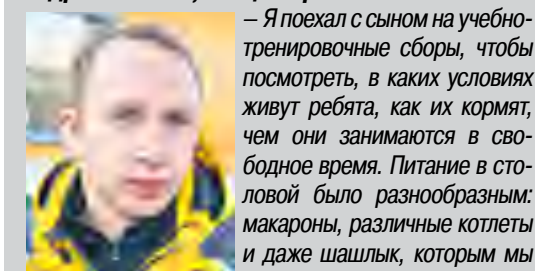 — Я поехал с сыном на учебно-
тренировочные сборы, чтобы
посмотреть, в каких условиях
живут ребята, как их кормят,
чем они занимаются в сво-
бодное время. Питание в сто-
ловой было разнообразным:
макароны, различные котлеты
и даже шашлык, которым мы